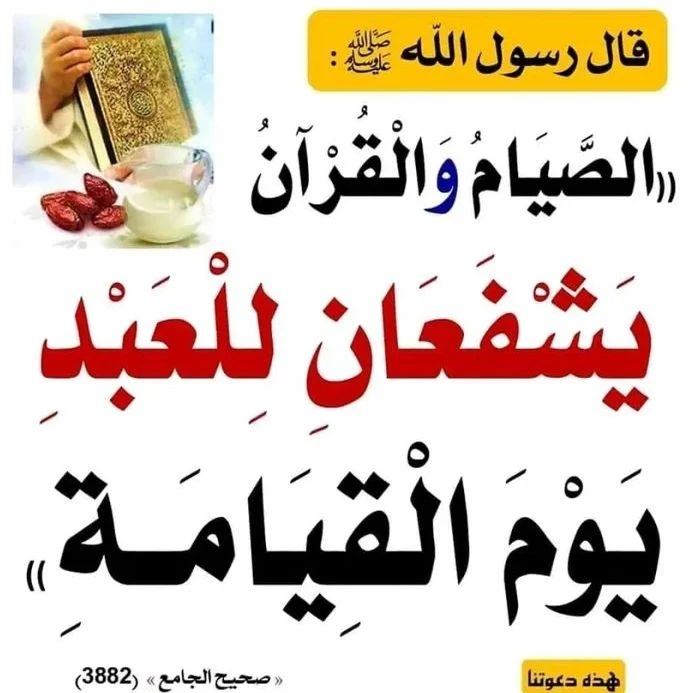 قال رسول الله ﷺ :
((الصَّيَامُ وَالْقُرْآنُ
يَشْفَعَانِ لِلْعَبْدِ
يَوْمَ الْقِيَامَةِ ))
« صحيح الجامع » (3882)
هذه دعوتنا